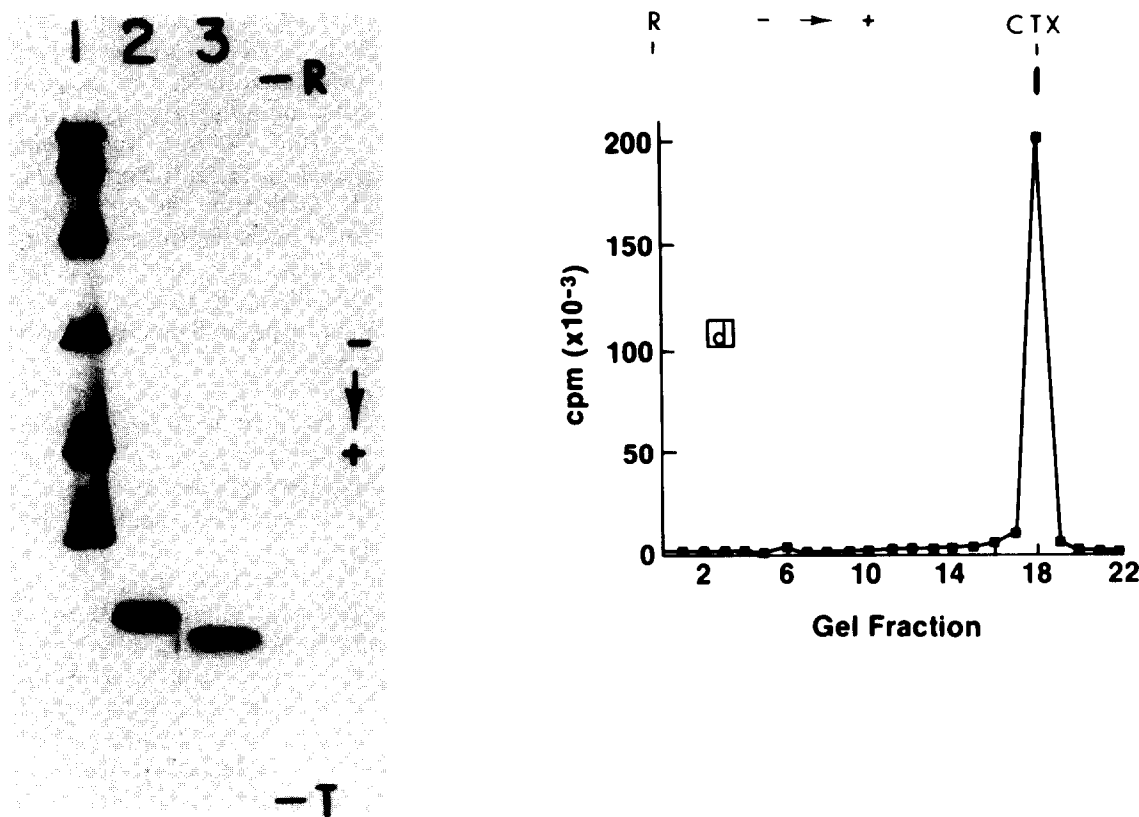 1 2 3
– R
–
+
– T
R – → + CTX
200
150
100
50
0
cpm (x10⁻³)
d
2 6 10 14 18 22
Gel Fraction